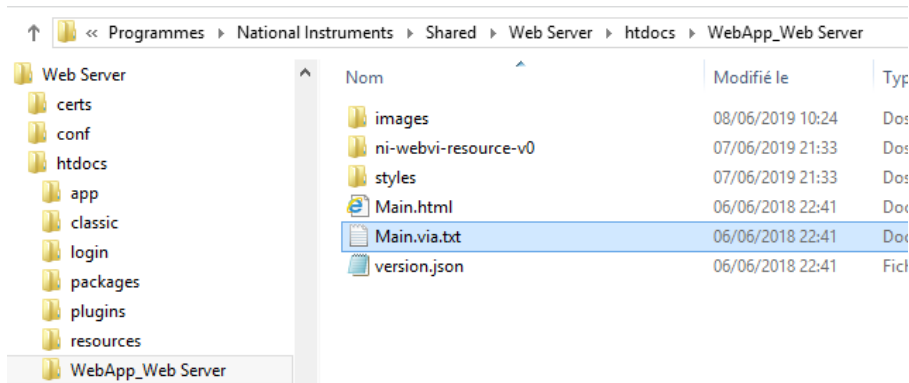 « Programmes National Instruments Shared Web Server htdocs WebApp_Web Server
Web Server
certs
conf
htdocs
app
classic
login
packages
plugins
resources
WebApp_Web Server
Nom Modifié le Typ
images 08/06/2019 10:24 Dos
ni-webvi-resource-v0 07/06/2019 21:33 Dos
styles 07/06/2019 21:33 Dos
Main.html 06/06/2018 22:41 Doc
Main.via.txt 06/06/2018 22:41 Doc
version.json 06/06/2018 22:41 Fich